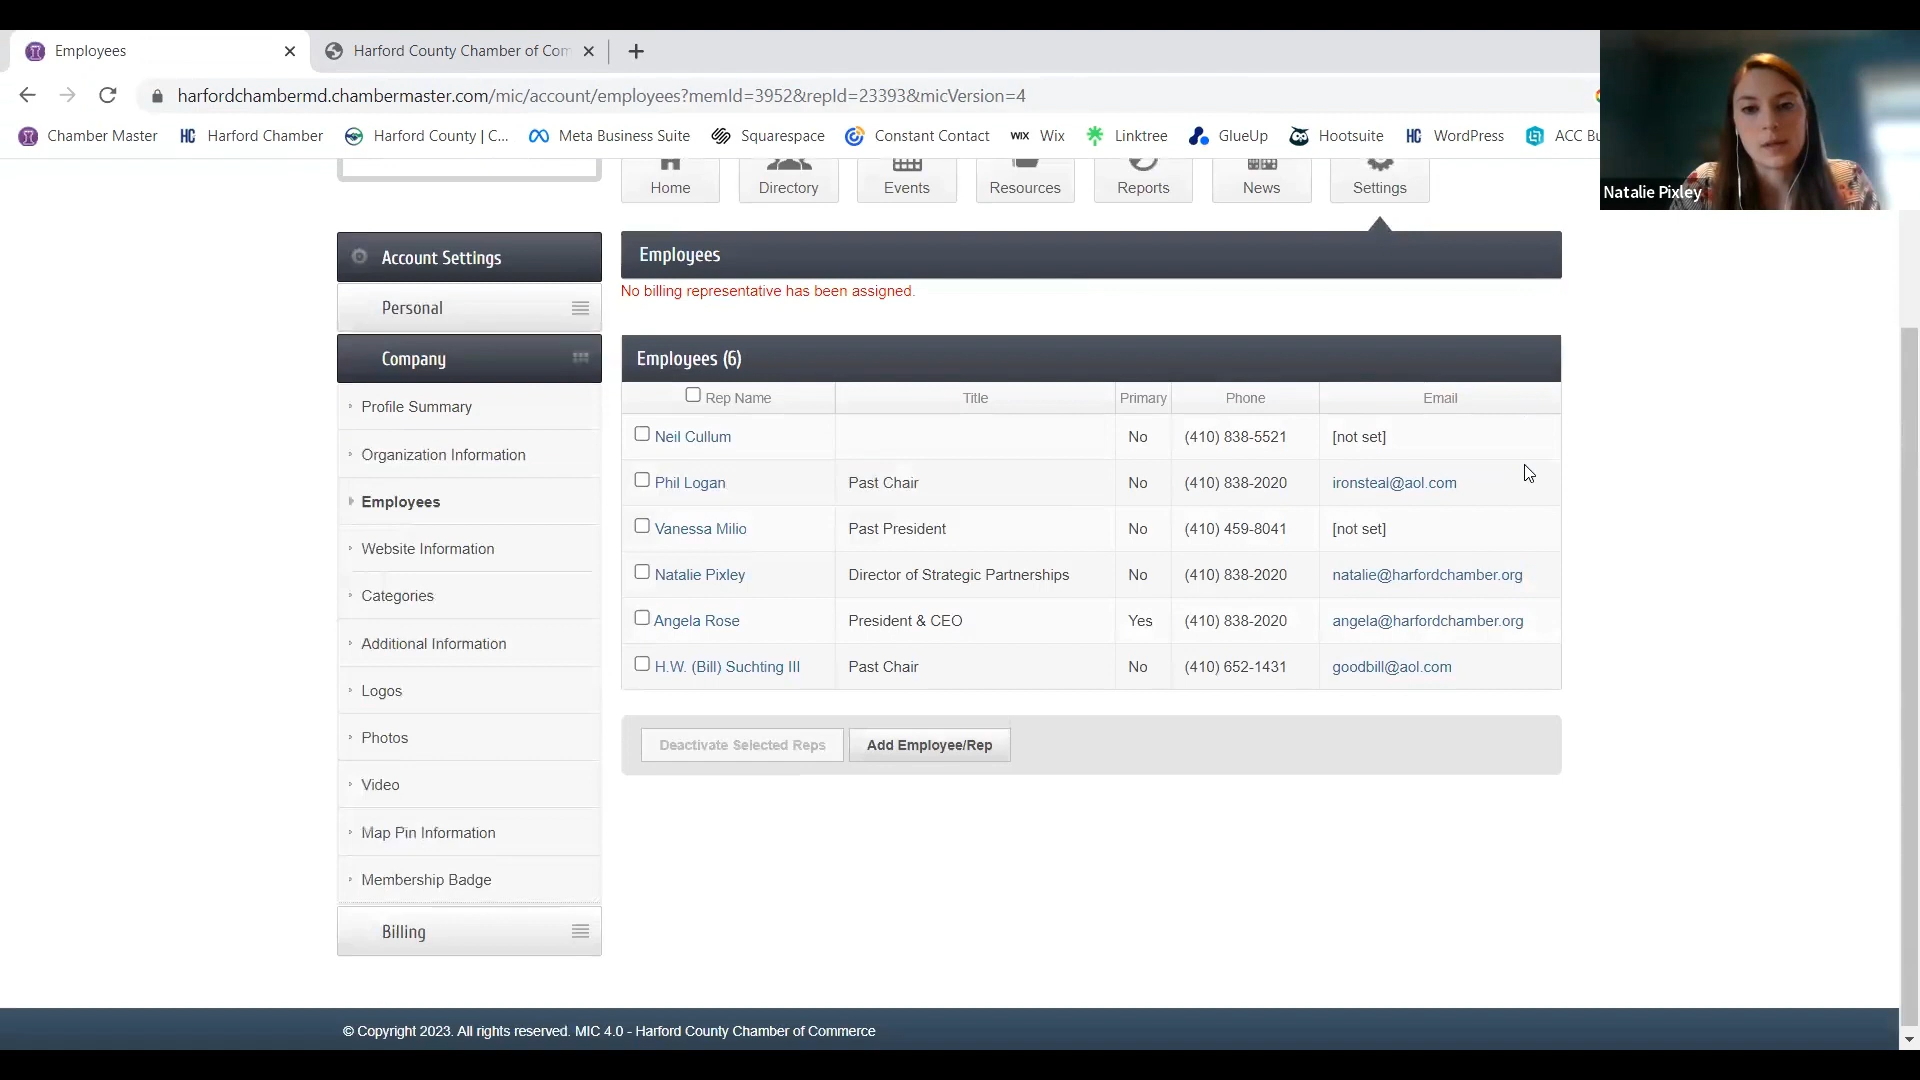 Employees
Harford County Chamber of Com
harfordchambermd.chambermaster.com/mic/account/employees?memId=3952&repId=23393&micVersion=4
Chamber Master HC Harford Chamber Harford County | C... Meta Business Suite Squarespace Constant Contact WIX Wix Linktree GlueUp Hootsuite HC WordPress ACC Bu
Natalie Pixley
Home Directory Events Resources Reports News Settings
Account Settings
Personal
Company
Profile Summary
Organization Information
Employees
Website Information
Categories
Additional Information
Logos
Photos
Video
Map Pin Information
Membership Badge
Billing
Employees
No billing representative has been assigned.
Employees (6)
Rep Name Title Primary Phone Email
Neil Cullum No (410) 838-5521 [not set]
Phil Logan Past Chair No (410) 838-2020 ironsteal@aol.com
Vanessa Milio Past President No (410) 459-8041 [not set]
Natalie Pixley Director of Strategic Partnerships No (410) 838-2020 natalie@harfordchamber.org
Angela Rose President & CEO Yes (410) 838-2020 angela@harfordchamber.org
H.W. (Bill) Suchting III Past Chair No (410) 652-1431 goodbill@aol.com
Deactivate Selected Reps Add Employee/Rep
© Copyright 2023. All rights reserved. MIC 4.0 - Harford County Chamber of Commerce